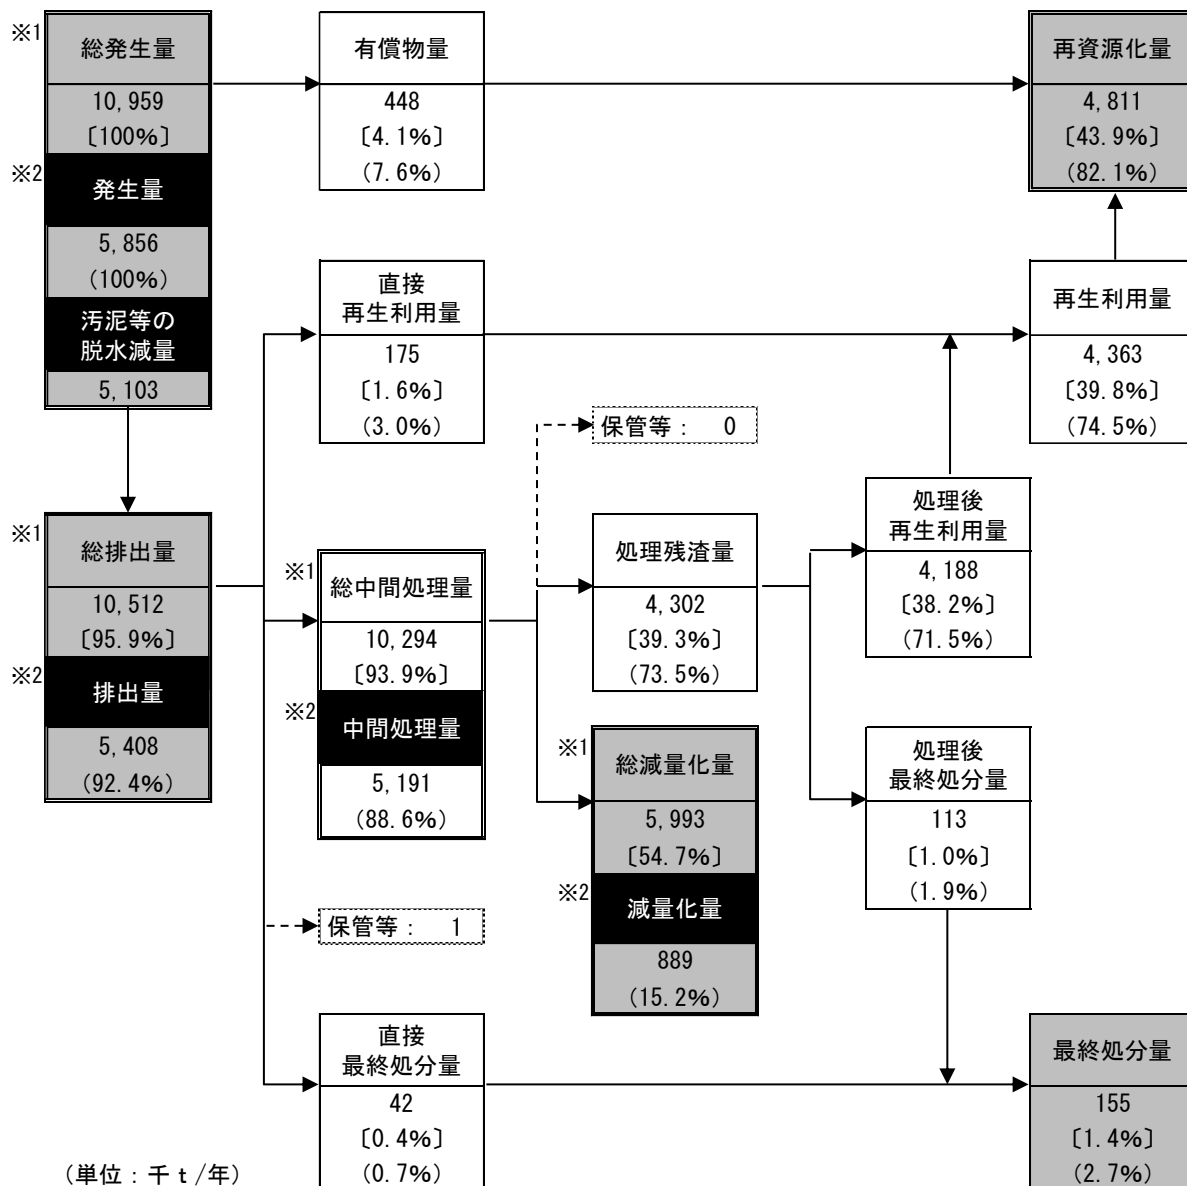 ※1
総発生量
10,959
〔100%〕
※2
発生量
5,856
(100%)
汚泥等の
脱水減量
5,103
有償物量
448
〔4.1%〕
(7.6%)
再資源化量
4,811
〔43.9%〕
(82.1%)
直接
再生利用量
175
〔1.6%〕
(3.0%)
再生利用量
4,363
〔39.8%〕
(74.5%)
保管等： 0
※1
総排出量
10,512
〔95.9%〕
※2
排出量
5,408
(92.4%)
※1
総中間処理量
10,294
〔93.9%〕
※2
中間処理量
5,191
(88.6%)
処理残渣量
4,302
〔39.3%〕
(73.5%)
処理後
再生利用量
4,188
〔38.2%〕
(71.5%)
※1
総減量化量
5,993
〔54.7%〕
※2
減量化量
889
(15.2%)
処理後
最終処分量
113
〔1.0%〕
(1.9%)
保管等： 1
直接
最終処分量
42
〔0.4%〕
(0.7%)
最終処分量
155
〔1.4%〕
(2.7%)
（単位：千ｔ/年）